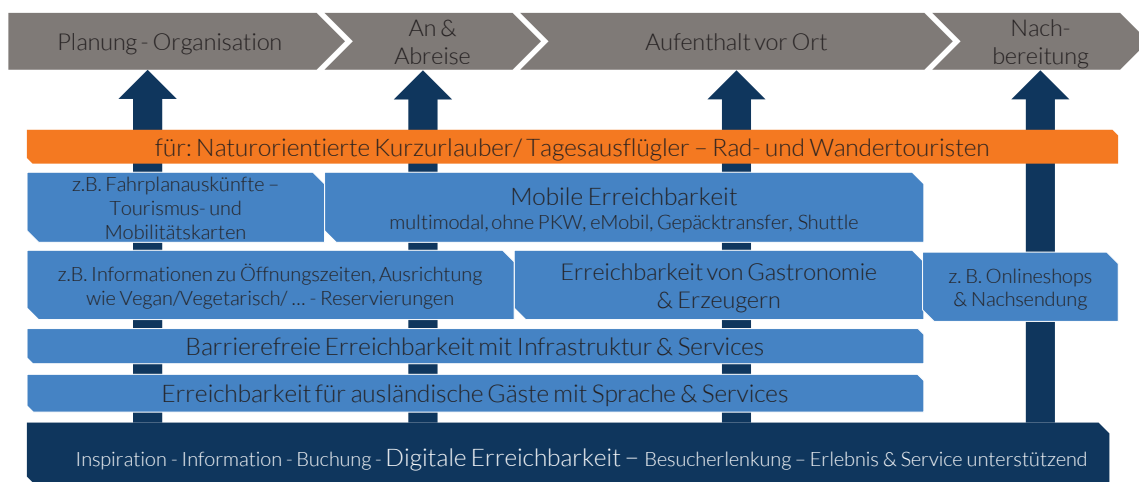 Planung - Organisation
An &
Abreise
Aufenthalt vor Ort
Nach-
bereitung
für: Naturorientierte Kurzurlauber/ Tagesausflügler – Rad- und Wandertouristen
z.B. Fahrplanauskünfte –
Tourismus- und
Mobilitätskarten
Mobile Erreichbarkeit
multimodal, ohne PKW, eMobil, Gepäcktransfer, Shuttle
z.B. Informationen zu Öffnungszeiten, Ausrichtung
wie Vegan/Vegetarisch/ ... - Reservierungen
Erreichbarkeit von Gastronomie
& Erzeugern
z. B. Onlineshops
& Nachsendung
Barrierefreie Erreichbarkeit mit Infrastruktur & Services
Erreichbarkeit für ausländische Gäste mit Sprache & Services
Inspiration - Information - Buchung - Digitale Erreichbarkeit – Besucherlenkung – Erlebnis & Service unterstützend